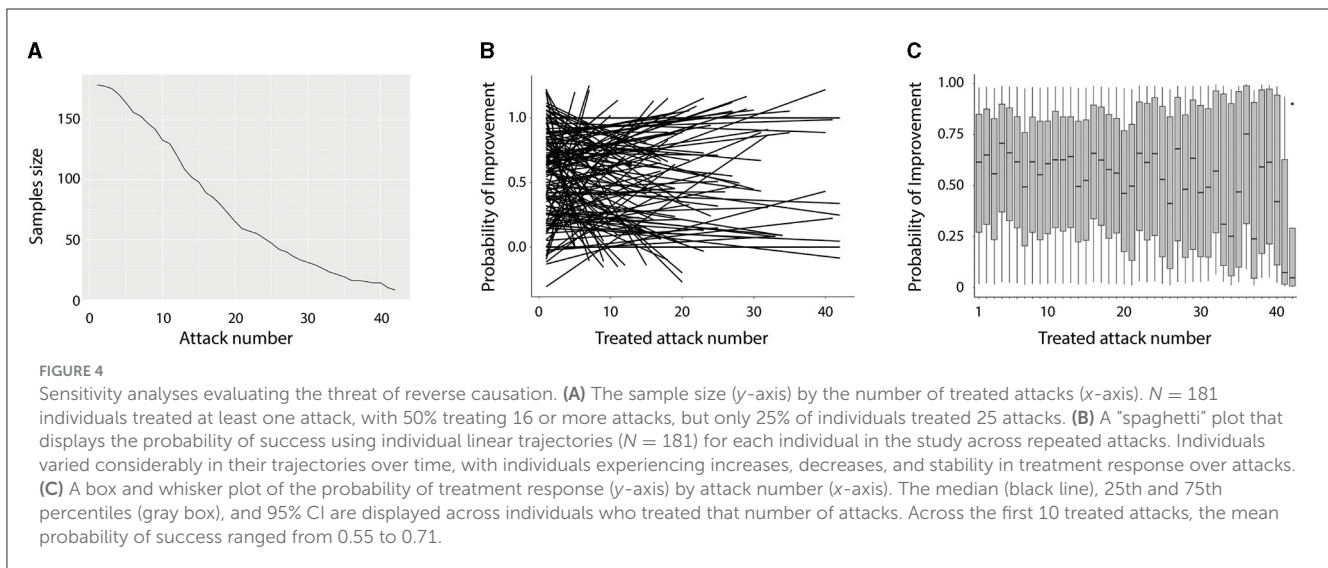 A
B
C
Samples size
150
100
50
0
0
10
20
30
40
Attack number
Probability of Improvement
1.0
0.5
0.0
0
10
20
30
40
Treated attack number
Probability of Improvement
1.00
0.75
0.50
0.25
0
1
10
20
30
40
Treated attack number
FIGURE 4
Sensitivity analyses evaluating the threat of reverse causation. (A) The sample size (y-axis) by the number of treated attacks (x-axis). N = 181
individuals treated at least one attack, with 50% treating 16 or more attacks, but only 25% of individuals treated 25 attacks. (B) A “spaghetti” plot that
displays the probability of success using individual linear trajectories (N = 181) for each individual in the study across repeated attacks. Individuals
varied considerably in their trajectories over time, with individuals experiencing increases, decreases, and stability in treatment response over attacks.
(C) A box and whisker plot of the probability of treatment response (y-axis) by attack number (x-axis). The median (black line), 25th and 75th
percentiles (gray box), and 95% CI are displayed across individuals who treated that number of attacks. Across the first 10 treated attacks, the mean
probability of success ranged from 0.55 to 0.71.